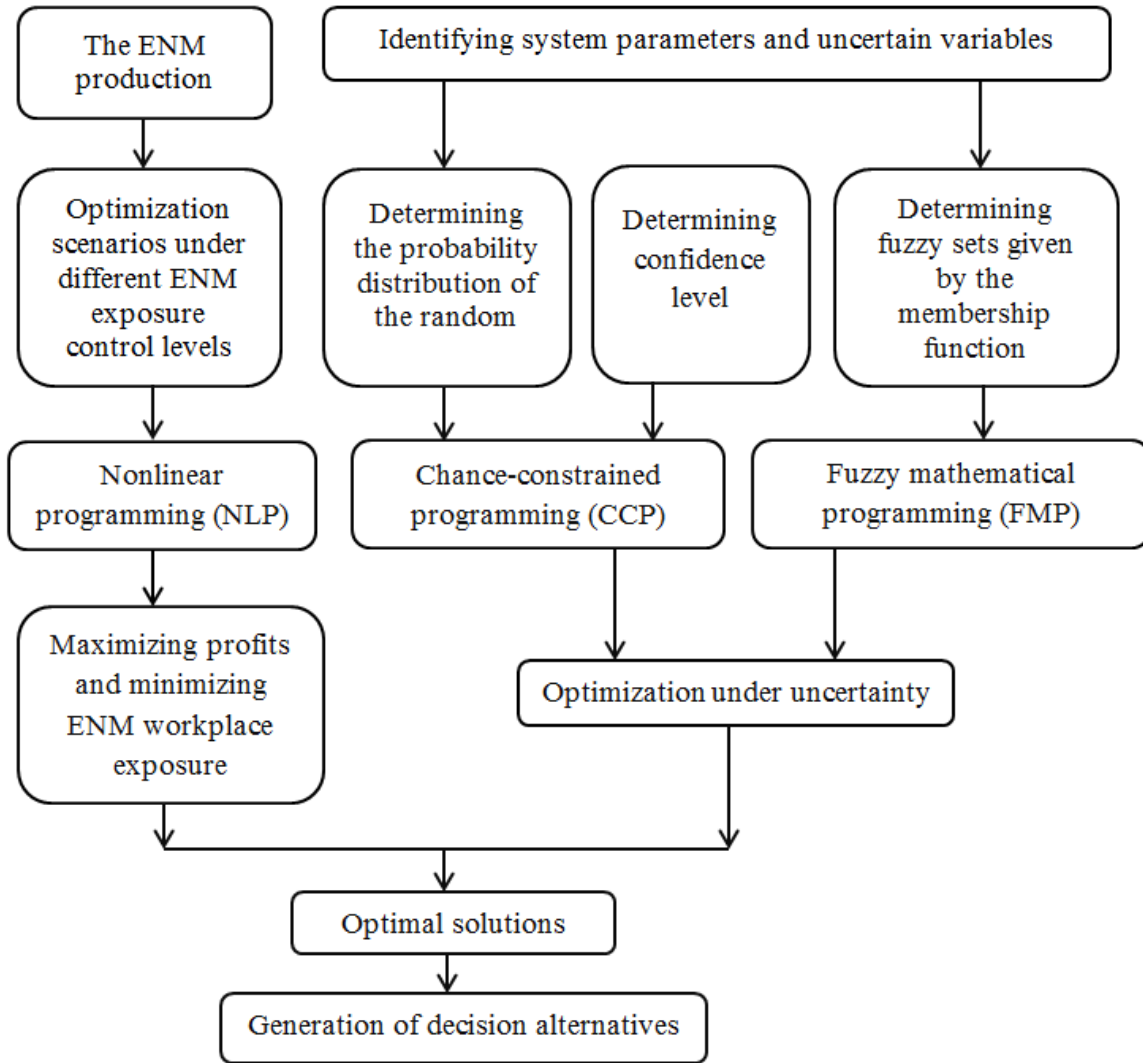 The ENM
production
Identifying system parameters and uncertain variables
Optimization
scenarios under
different ENM
exposure
control levels
Determining
the probability
distribution of
the random
Determining
confidence
level
Determining
fuzzy sets given
by the
membership
function
Nonlinear
programming (NLP)
Chance-constrained
programming (CCP)
Fuzzy mathematical
programming (FMP)
Maximizing profits
and minimizing
ENM workplace
exposure
Optimization under uncertainty
Optimal solutions
Generation of decision alternatives